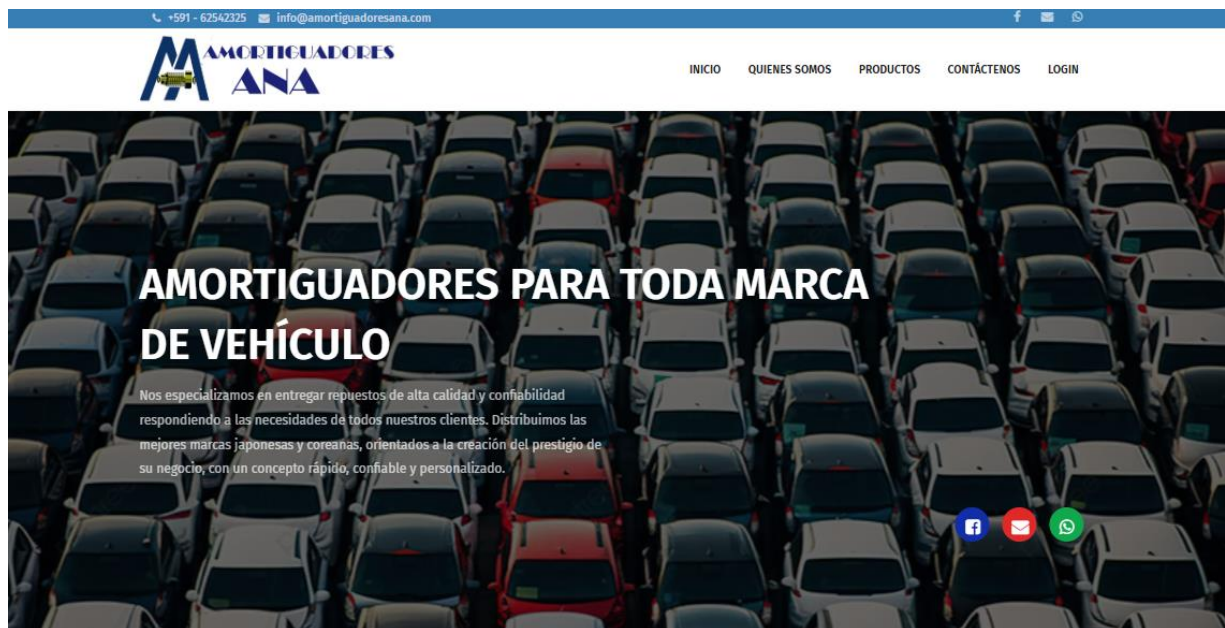 +591 - 62542325 info@amortiguadoresana.com
AMORTIGUADORES
ANA
INICIO QUIENES SOMOS PRODUCTOS CONTÁCTENOS LOGIN
AMORTIGUADORES PARA TODA MARCA
DE VEHÍCULO
Nos especializamos en entregar repuestos de alta calidad y confiabilidad
respondiendo a las necesidades de todos nuestros clientes. Distribuimos las
mejores marcas japonesas y coreanas, orientados a la creación del prestigio de
su negocio, con un concepto rápido, confiable y personalizado.